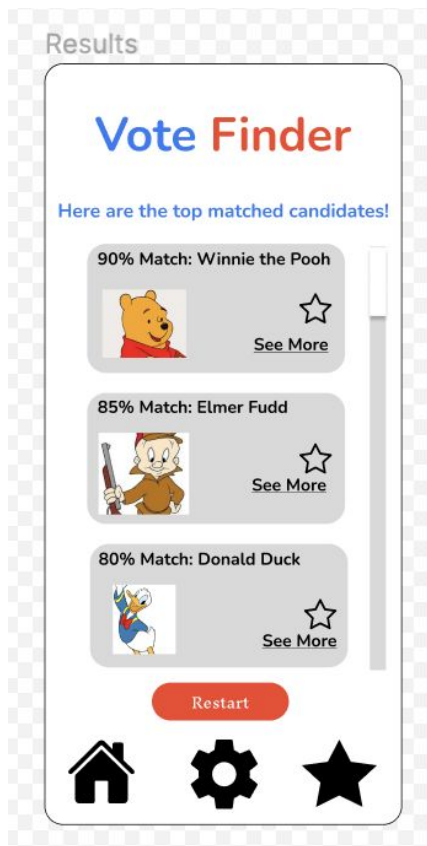 Results
Vote Finder
Here are the top matched candidates!
90% Match: Winnie the Pooh
See More
85% Match: Elmer Fudd
See More
80% Match: Donald Duck
See More
Restart